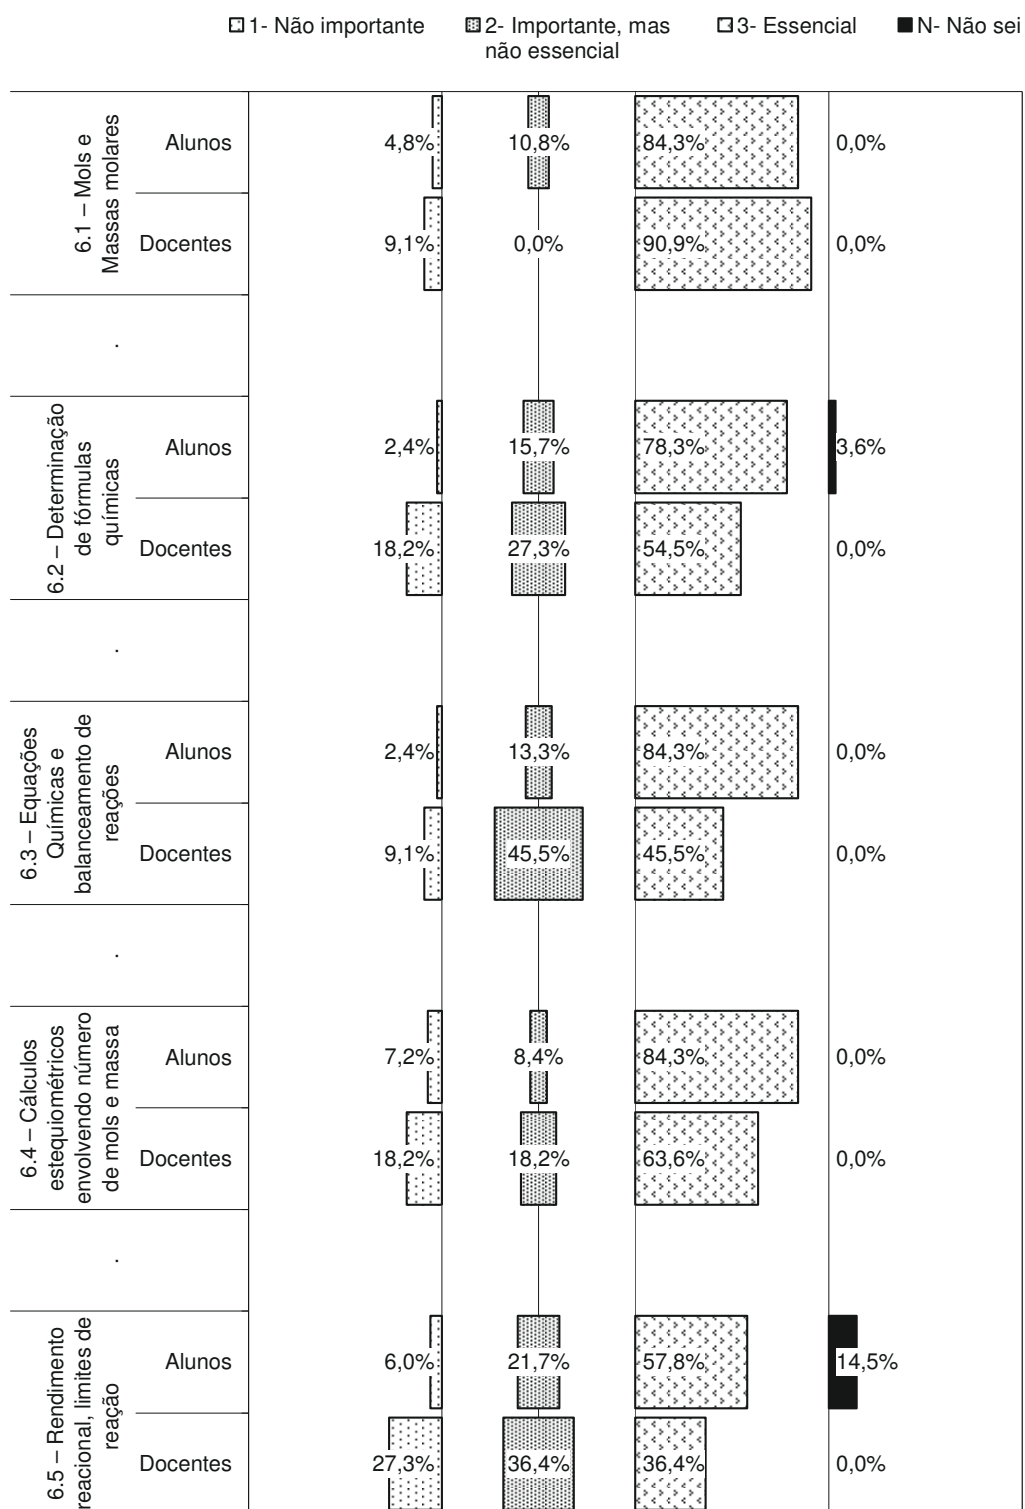 1- Não importante
2- Importante, mas
não essencial
3- Essencial
N- Não sei
6.1 – Mols e
Massas molares
Alunos
4,8%
10,8%
84,3%
0,0%
Docentes
9,1%
0,0%
90,9%
0,0%
.
6.2 – Determinação
de fórmulas
químicas
Alunos
2,4%
15,7%
78,3%
3,6%
Docentes
18,2%
27,3%
54,5%
0,0%
.
6.3 – Equações
Químicas e
balanceamento de
reações
Alunos
2,4%
13,3%
84,3%
0,0%
Docentes
9,1%
45,5%
45,5%
0,0%
.
6.4 – Cálculos
estequiométricos
envolvendo número
de mols e massa
Alunos
7,2%
8,4%
84,3%
0,0%
Docentes
18,2%
18,2%
63,6%
0,0%
.
6.5 – Rendimento
reacional, limites de
reação
Alunos
6,0%
21,7%
57,8%
14,5%
Docentes
27,3%
36,4%
36,4%
0,0%